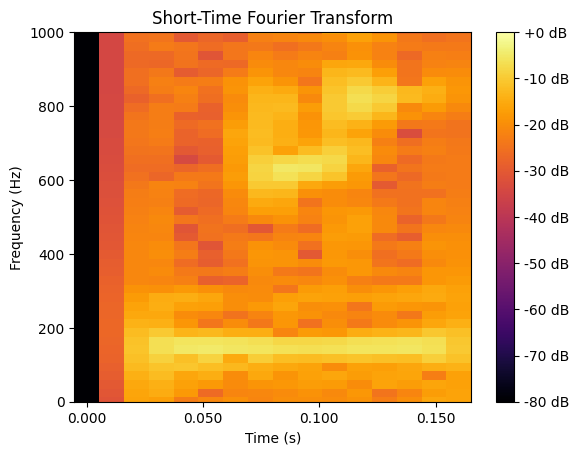 Short-Time Fourier Transform
1000
800
600
400
200
0
Frequency (Hz)
0.000
0.050
0.100
0.150
Time (s)
+0 dB
-10 dB
-20 dB
-30 dB
-40 dB
-50 dB
-60 dB
-70 dB
-80 dB